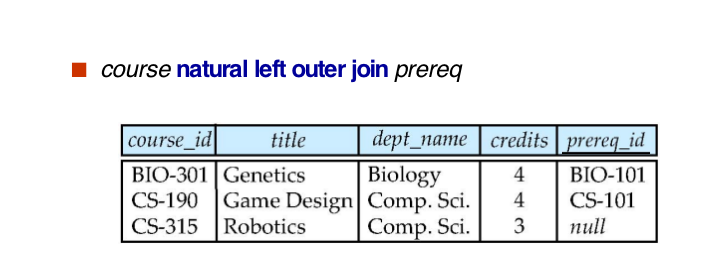 course natural left outer join prereq
course_id title dept_name credits prereq_id
BIO-301 Genetics Biology 4 BIO-101
CS-190 Game Design Comp. Sci. 4 CS-101
CS-315 Robotics Comp. Sci. 3 null